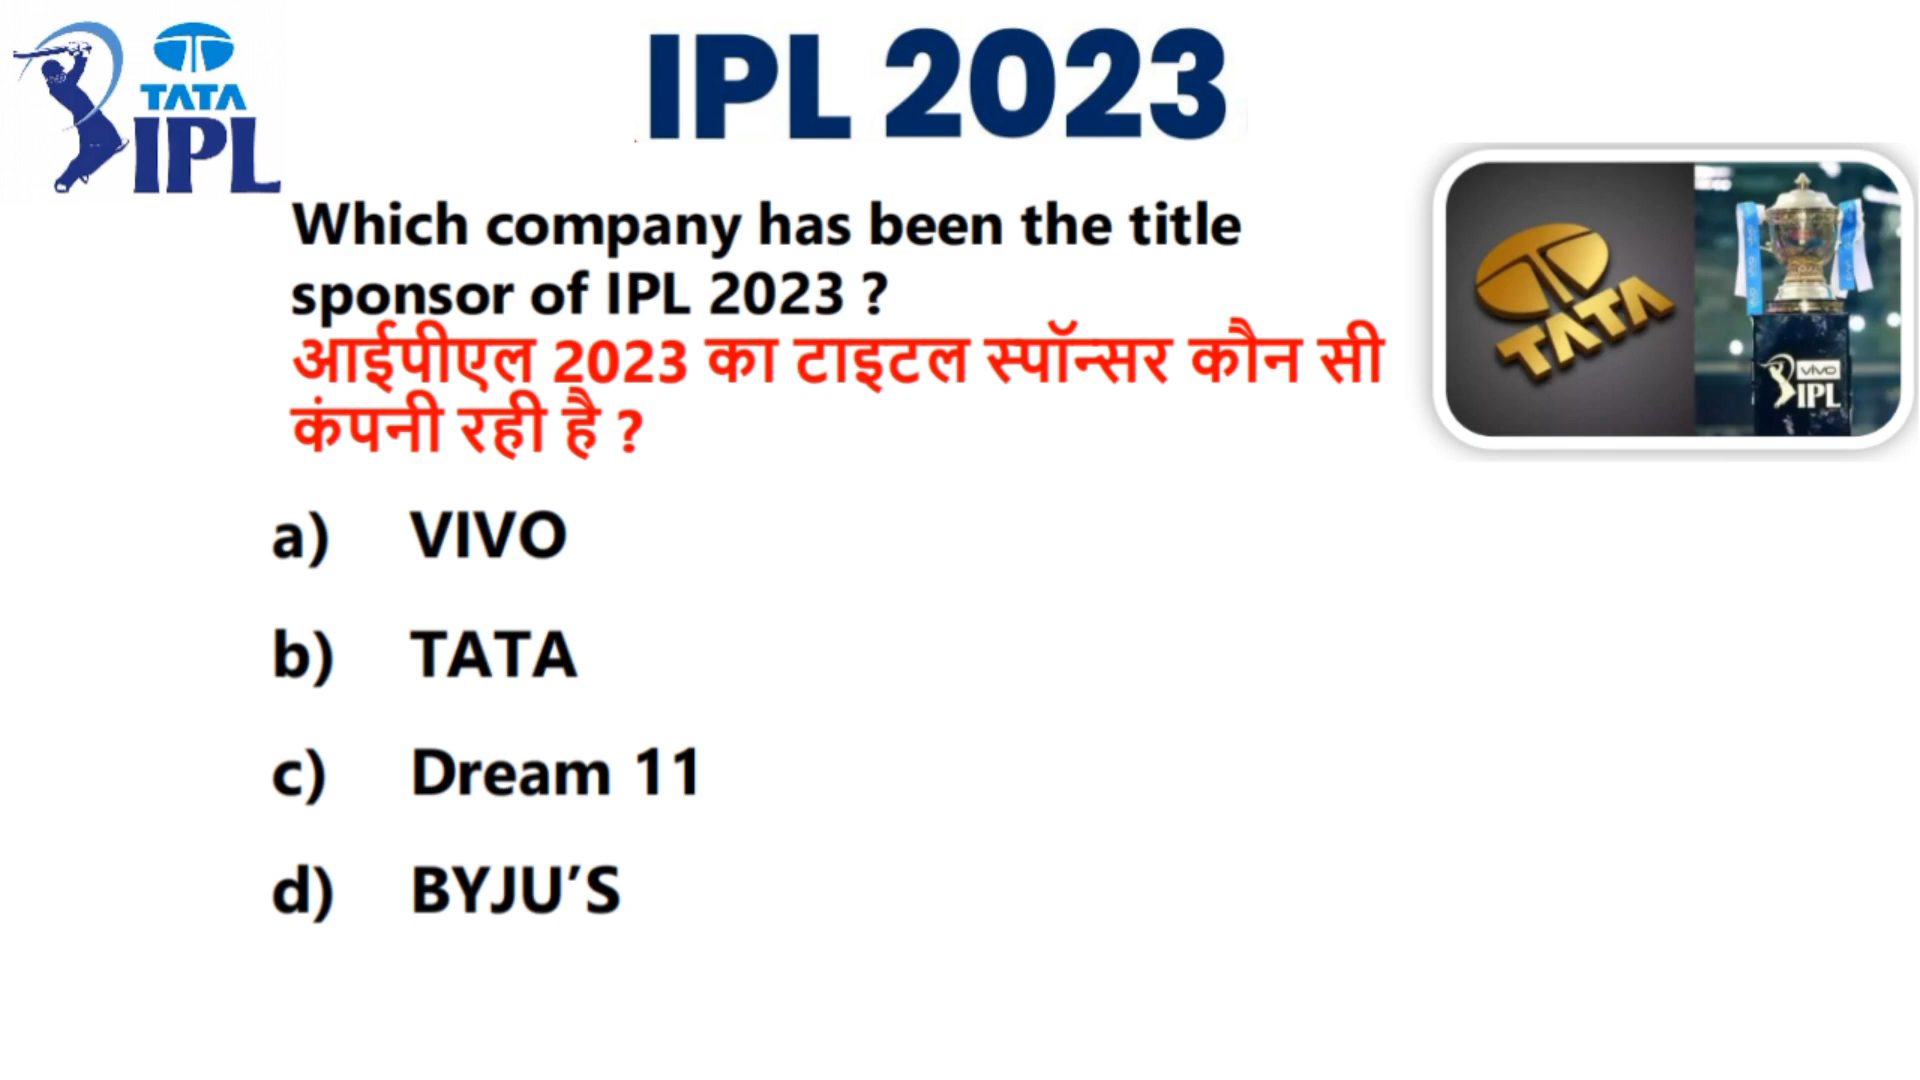 TATA
IPL
IPL 2023
Which company has been the title
sponsor of IPL 2023 ?
आईपीएल 2023 का टाइटल स्पॉन्सर कौन सी
कंपनी रही है ?
TATA
vivo
IPL
a) VIVO
b) TATA
c) Dream 11
d) BYJU’S